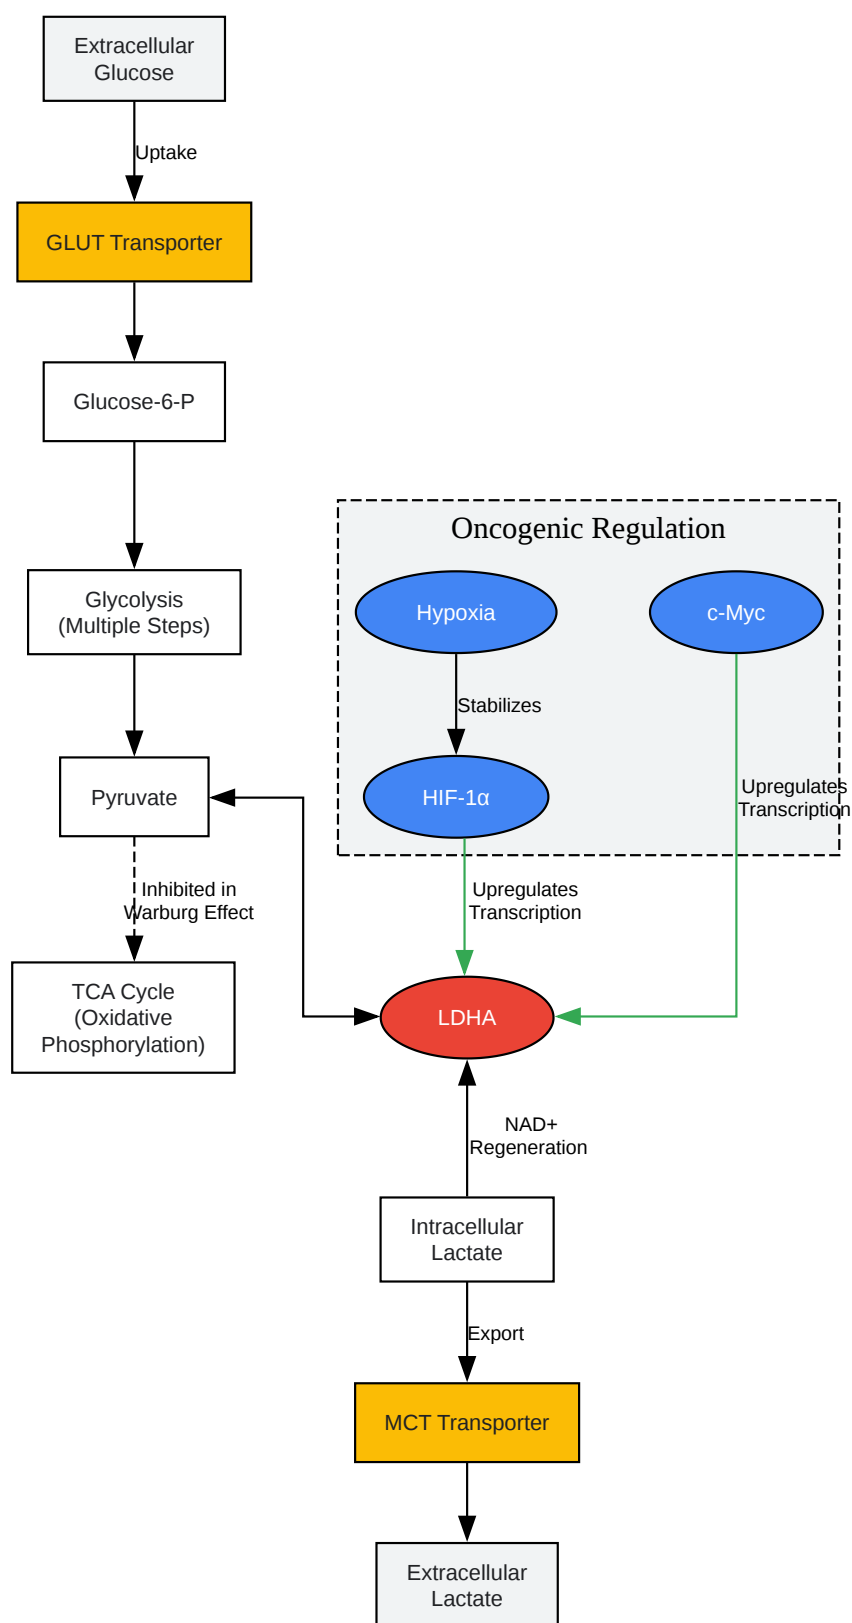 Extracellular
Glucose
Uptake
GLUT Transporter
Glucose-6-P
Glycolysis
(Multiple Steps)
Pyruvate
Inhibited in
Warburg Effect
TCA Cycle
(Oxidative
Phosphorylation)
Oncogenic Regulation
Hypoxia
c-Myc
Stabilizes
HIF-1α
Upregulates
Transcription
Upregulates
Transcription
LDHA
NAD+
Regeneration
Intracellular
Lactate
Export
MCT Transporter
Extracellular
Lactate